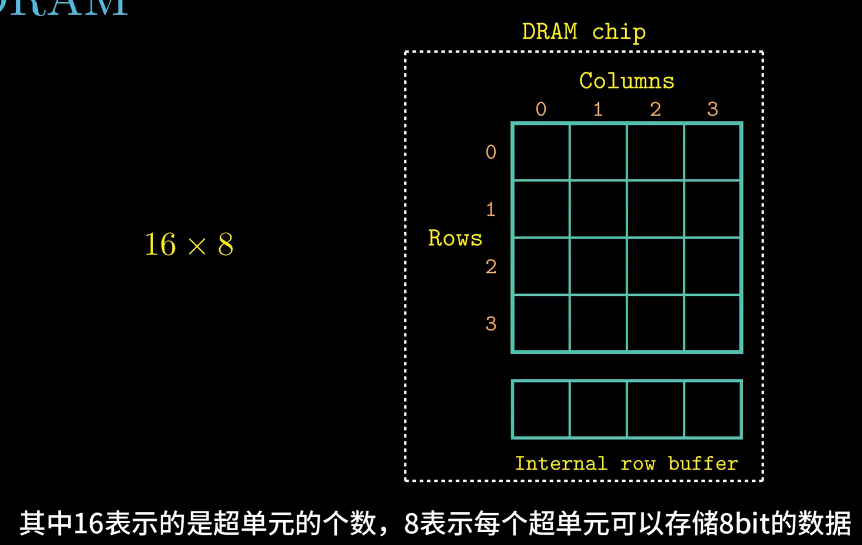 DRAM
DRAM chip
Columns
0 1 2 3
0
1
Rows
2
3
16 × 8
Internal row buffer
其中16表示的是超单元的个数，8表示每个超单元可以存储8bit的数据